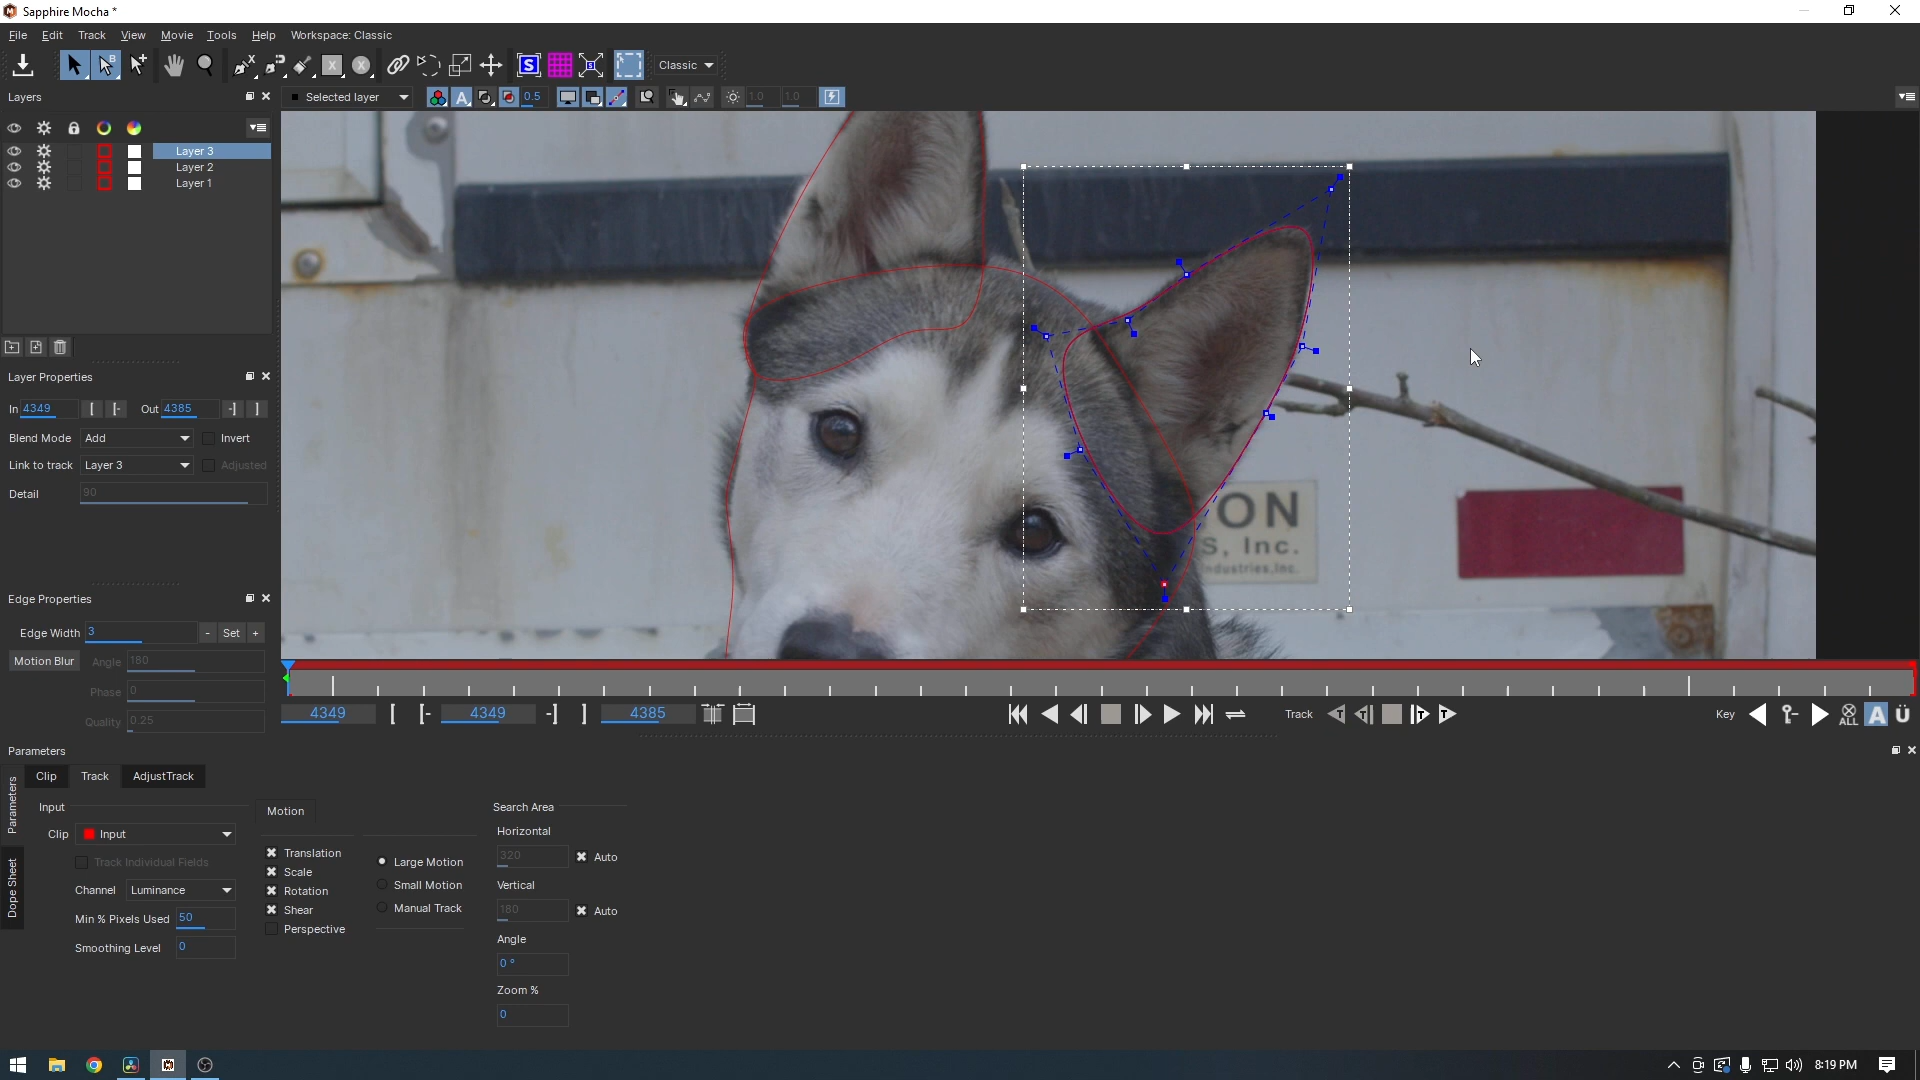 Sapphire Mocha *
File Edit Track View Movie Tools Help Workspace: Classic
Classic
Layers
Selected layer
0.5
1.0
1.0
Layer 3
Layer 2
Layer 1
Layer Properties
In 4349 Out 4385
Blend Mode Add Invert
Link to track Layer 3 Adjusted
Detail 90
Edge Properties
Edge Width 3 - Set +
Motion Blur Angle 180
Phase 0
Quality 0.25
ON
S, Inc.
Industries, Inc.
4349 4349 4385
Track
Key
ALL
Parameters
Clip Track AdjustTrack
Parameters
Dope Sheet
Input
Clip Input
Track Individual Fields
Channel Luminance
Min % Pixels Used 50
Smoothing Level 0
Motion
Translation
Scale
Rotation
Shear
Perspective
Large Motion
Small Motion
Manual Track
Search Area
Horizontal
320 Auto
Vertical
180 Auto
Angle
0 °
Zoom %
0
8:19 PM